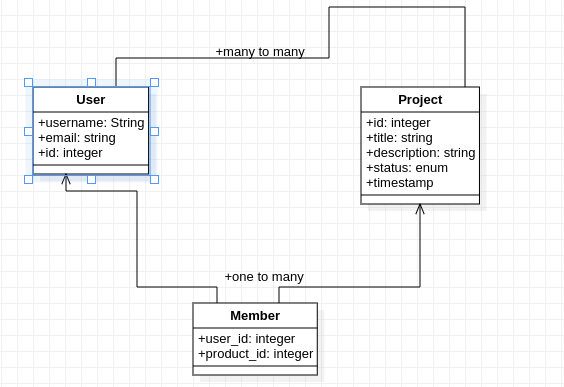 +many to many
User
+username: String
+email: string
+id: integer
Project
+id: integer
+title: string
+description: string
+status: enum
+timestamp
+one to many
Member
+user_id: integer
+product_id: integer